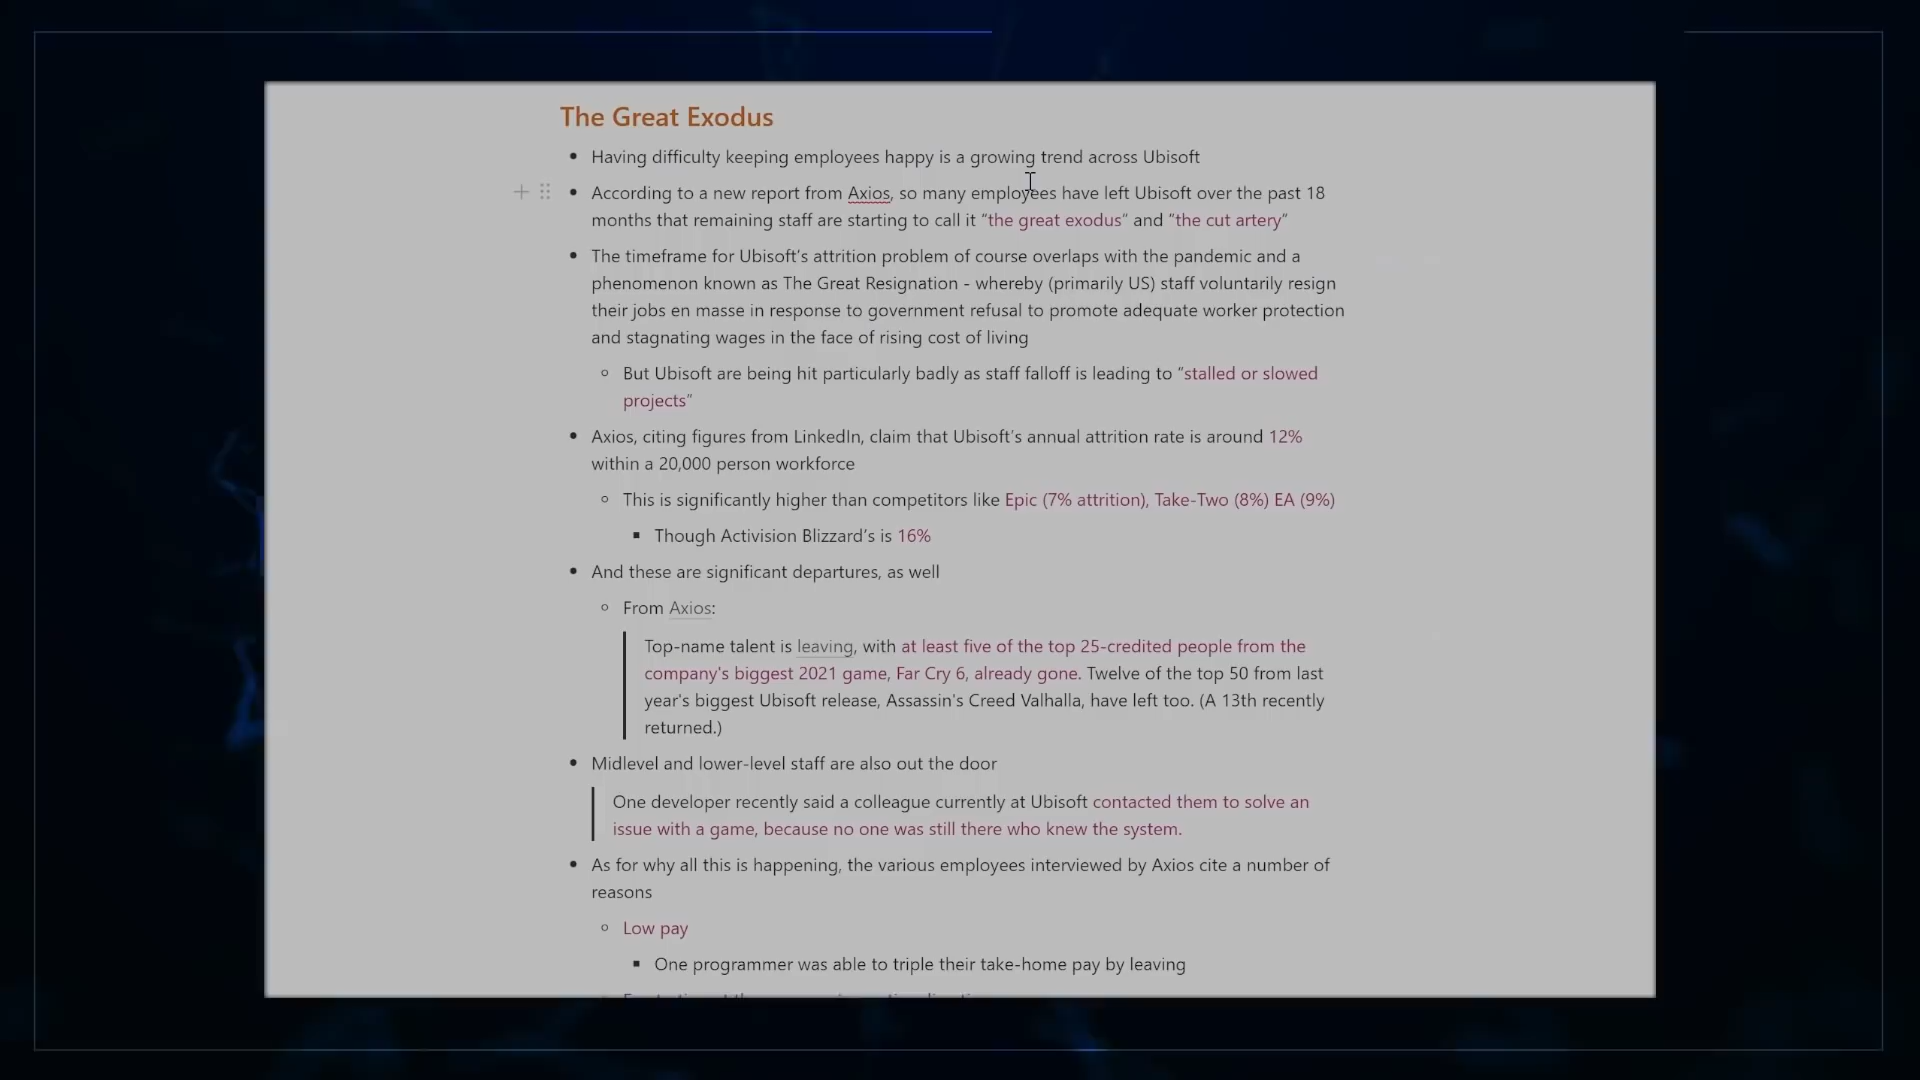 The Great Exodus
• Having difficulty keeping employees happy is a growing trend across Ubisoft
• According to a new report from Axios, so many employees have left Ubisoft over the past 18
months that remaining staff are starting to call it “the great exodus” and “the cut artery”
• The timeframe for Ubisoft’s attrition problem of course overlaps with the pandemic and a
phenomenon known as The Great Resignation - whereby (primarily US) staff voluntarily resign
their jobs en masse in response to government refusal to promote adequate worker protection
and stagnating wages in the face of rising cost of living
◦ But Ubisoft are being hit particularly badly as staff falloff is leading to “stalled or slowed
projects”
• Axios, citing figures from LinkedIn, claim that Ubisoft’s annual attrition rate is around 12%
within a 20,000 person workforce
◦ This is significantly higher than competitors like Epic (7% attrition), Take-Two (8%) EA (9%)
▪ Though Activision Blizzard’s is 16%
• And these are significant departures, as well
◦ From Axios:
Top-name talent is leaving, with at least five of the top 25-credited people from the
company's biggest 2021 game, Far Cry 6, already gone. Twelve of the top 50 from last
year's biggest Ubisoft release, Assassin's Creed Valhalla, have left too. (A 13th recently
returned.)
• Midlevel and lower-level staff are also out the door
One developer recently said a colleague currently at Ubisoft contacted them to solve an
issue with a game, because no one was still there who knew the system.
• As for why all this is happening, the various employees interviewed by Axios cite a number of
reasons
◦ Low pay
▪ One programmer was able to triple their take-home pay by leaving